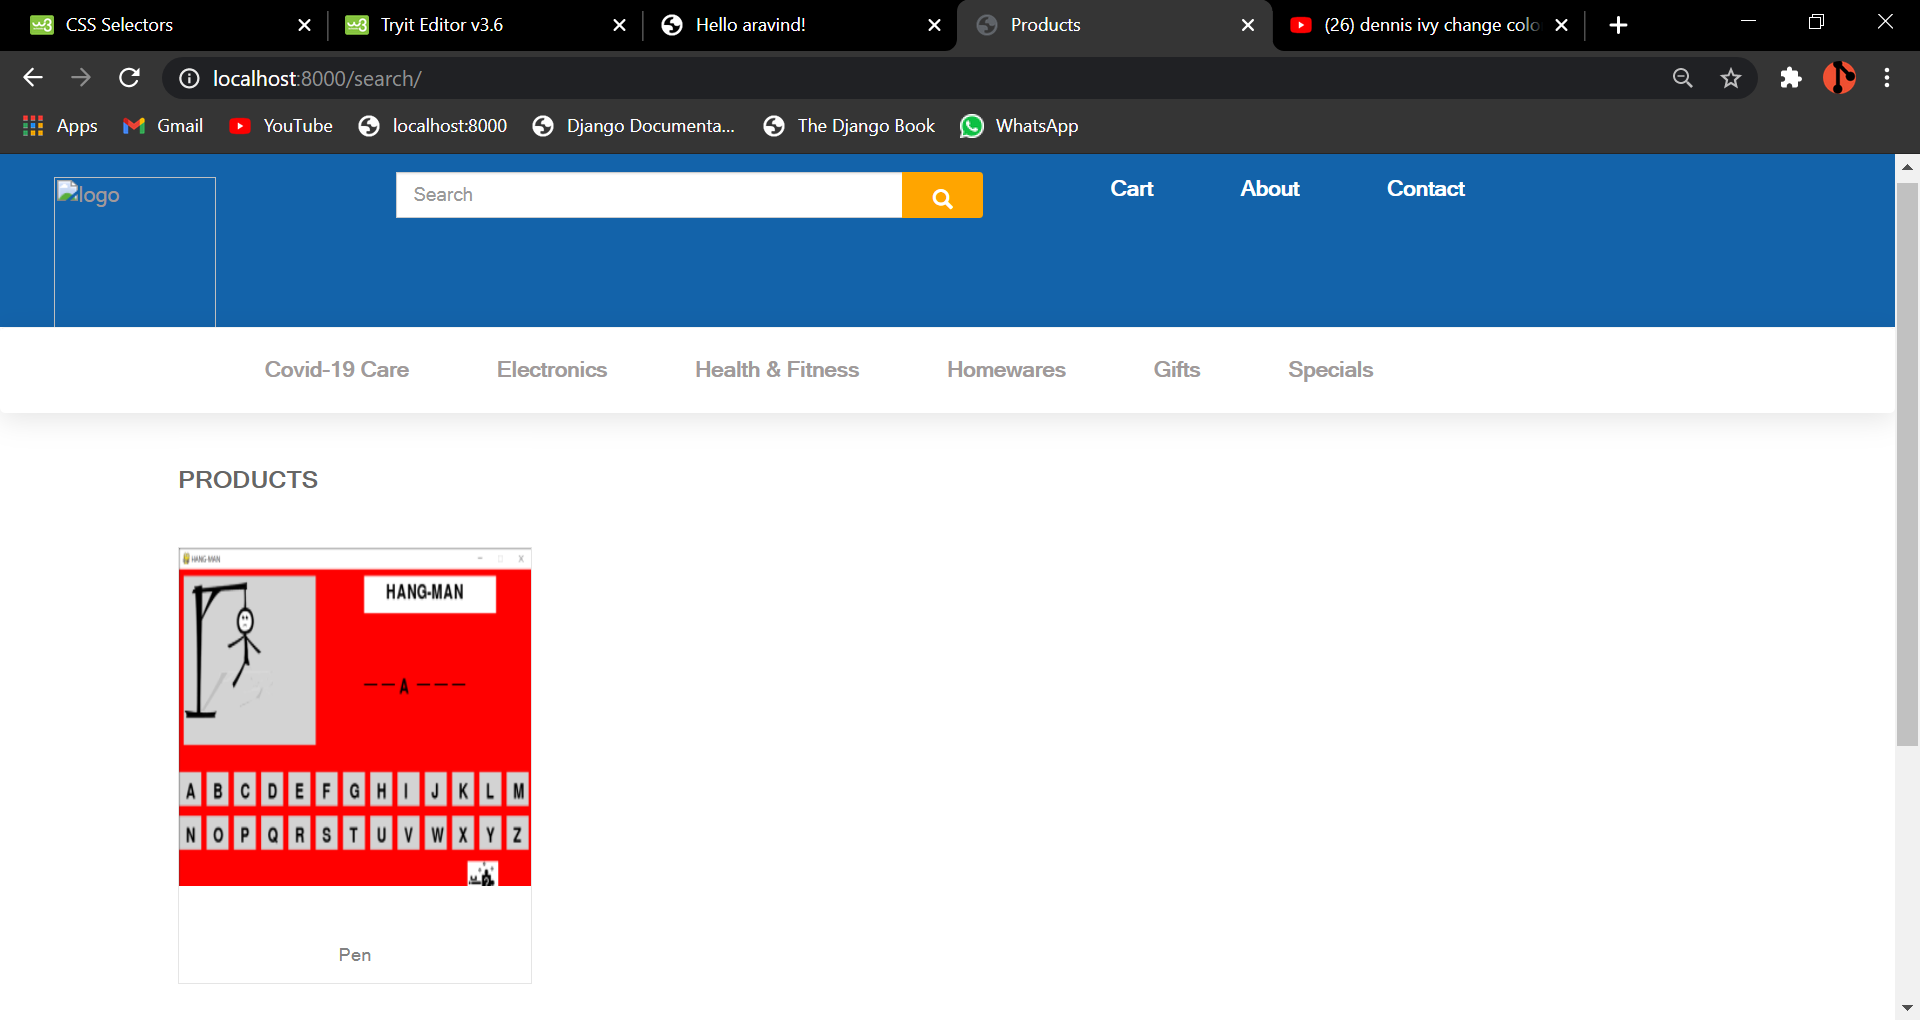 CSS Selectors
Tryit Editor v3.6
Hello aravind!
Products
(26) dennis ivy change colo
localhost:8000/search/
Apps
Gmail
YouTube
localhost:8000
Django Documenta...
The Django Book
WhatsApp
logo
Search
Cart
About
Contact
Covid-19 Care
Electronics
Health & Fitness
Homewares
Gifts
Specials
PRODUCTS
HANG-MAN
HANG-MAN
— — A — — —
A B C D E F G H I J K L M
N O P Q R S T U V W X Y Z
Pen